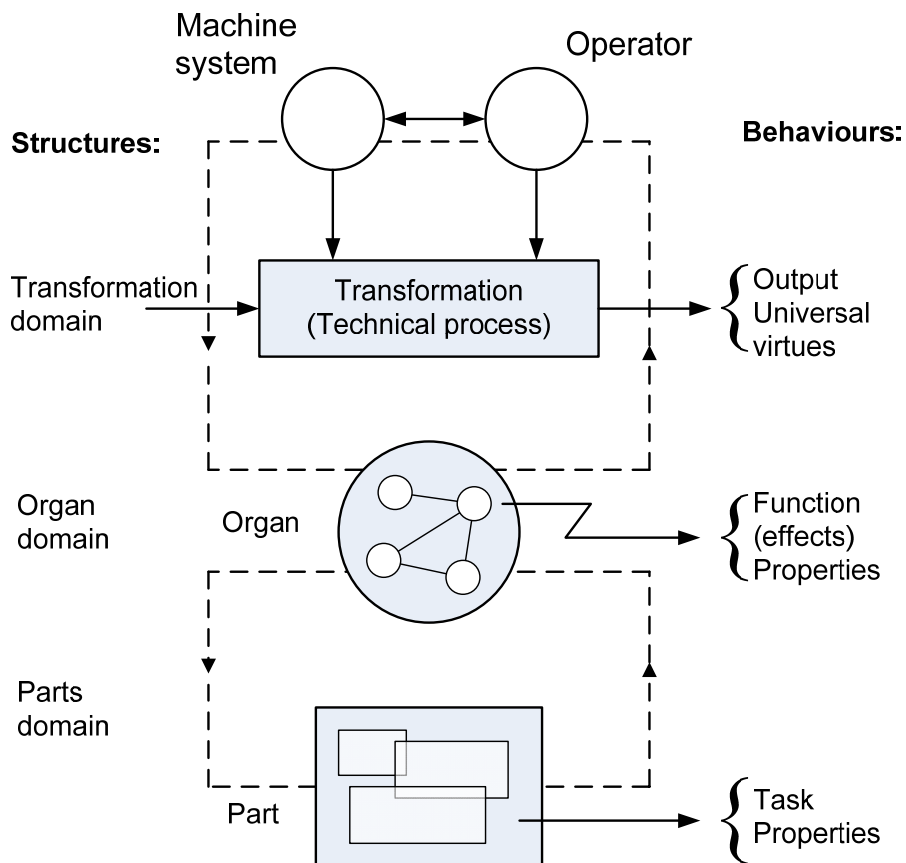 Machine
system
Operator
Structures:
Behaviours:
Transformation
domain
Transformation
(Technical process)
Output
Universal
virtues
Organ
domain
Organ
Function
(effects)
Properties
Parts
domain
Part
Task
Properties